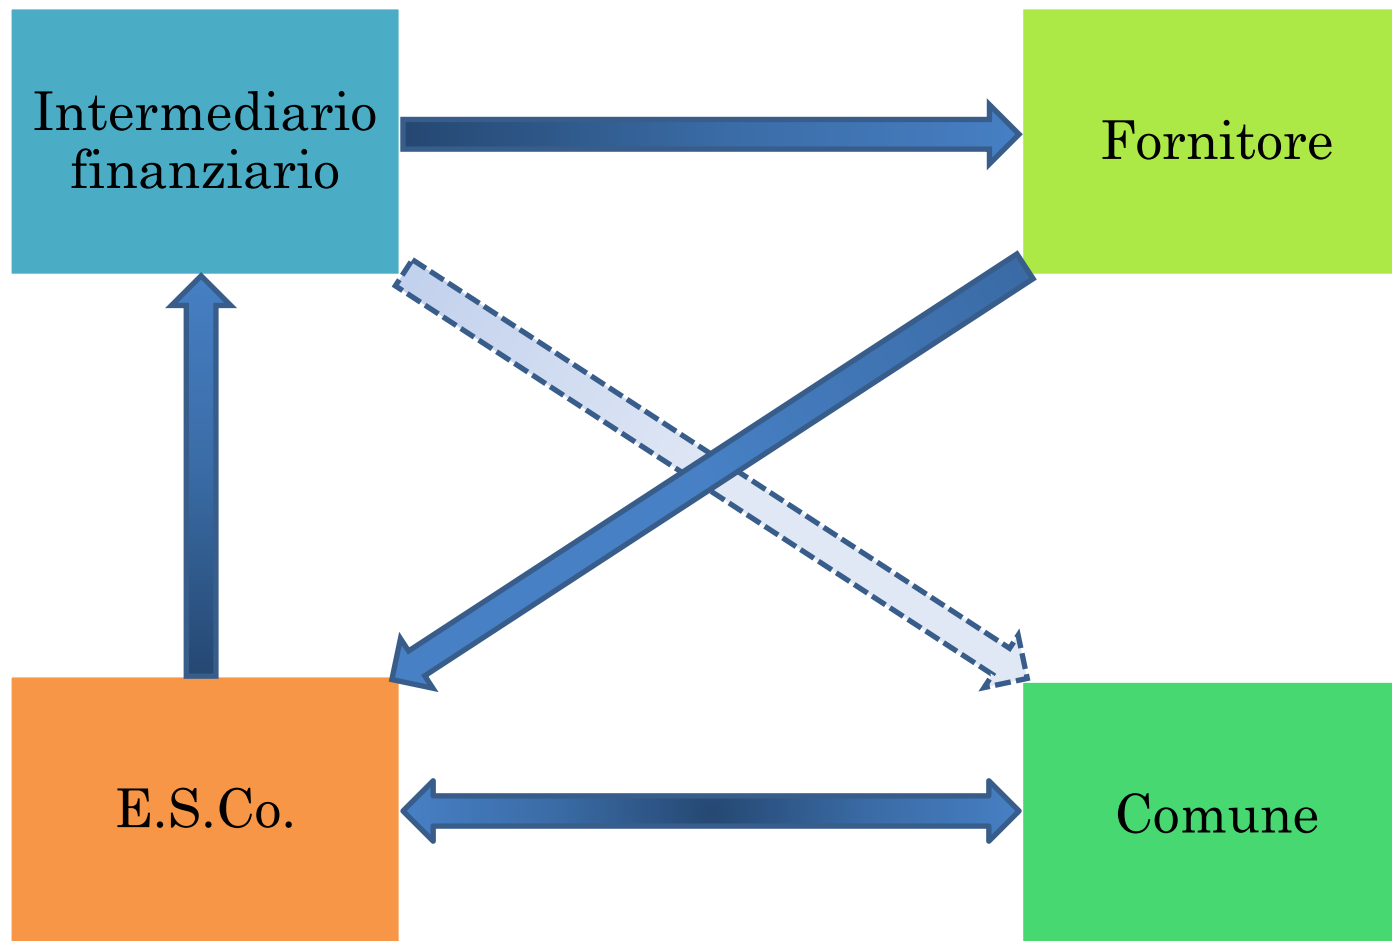 Intermediario
finanziario
Fornitore
E.S.Co.
Comune